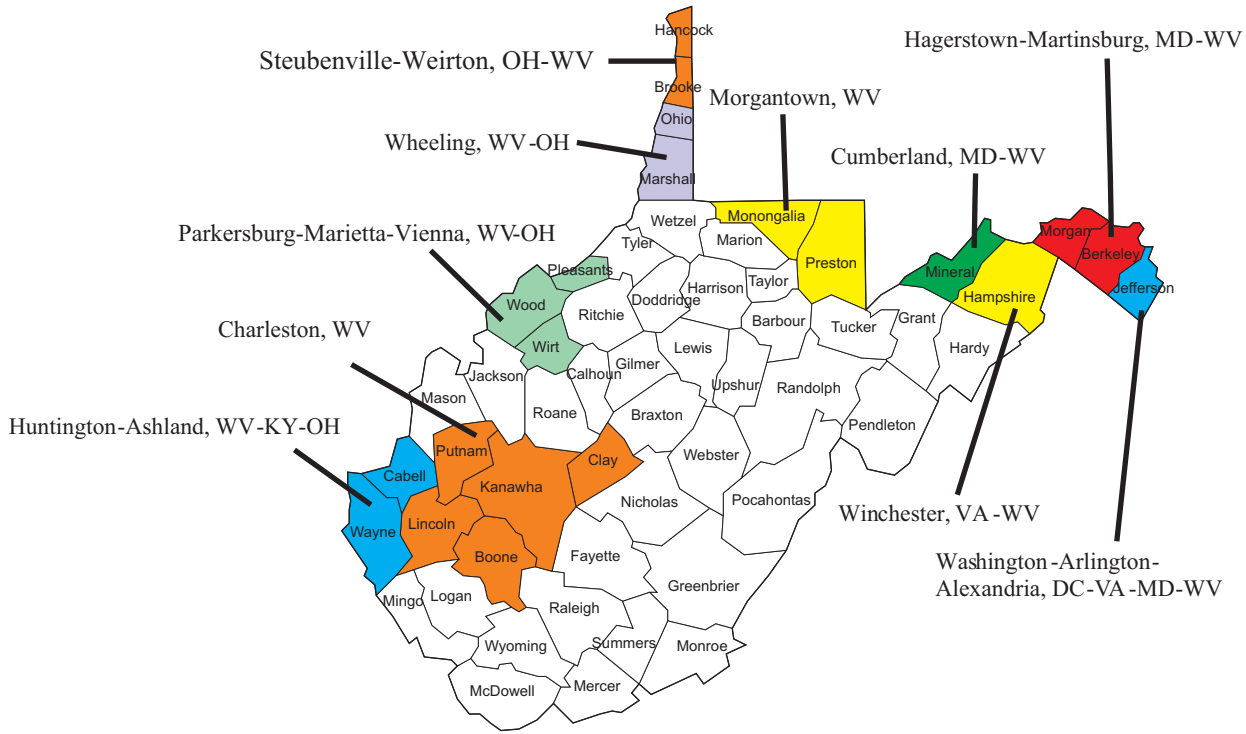 Hancock
Hagerstown-Martinsburg, MD-WV
Steubenville-Weirton, OH-WV
Brooke
Morgantown, WV
Ohio
Wheeling, WV-OH
Cumberland, MD-WV
Marshall
Wetzel
Monongalia
Parkersburg-Marietta-Vienna, WV-OH
Tyler
Marion
Morgan
Berkeley
Pleasants
Preston
Mineral
Taylor
Harrison
Jefferson
Wood
Doddridge
Hampshire
Ritchie
Barbour
Tucker
Grant
Charleston, WV
Wirt
Lewis
Hardy
Gilmer
Calhoun
Jackson
Upshur
Randolph
Mason
Roane
Braxton
Huntington-Ashland, WV-KY-OH
Pendleton
Putnam
Clay
Webster
Cabell
Kanawha
Pocahontas
Nicholas
Winchester, VA-WV
Lincoln
Wayne
Boone
Fayette
Washington-Arlington-
Alexandria, DC-VA-MD-WV
Greenbrier
Logan
Mingo
Raleigh
Wyoming
Summers
Monroe
McDowell
Mercer